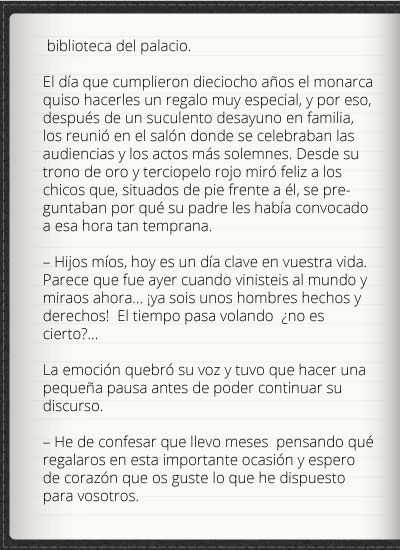 biblioteca del palacio.
El día que cumplieron dieciocho años el monarca
quiso hacerles un regalo muy especial, y por eso,
después de un suculento desayuno en familia,
los reunió en el salón donde se celebraban las
audiencias y los actos más solemnes. Desde su
trono de oro y terciopelo rojo miró feliz a los
chicos que, situados de pie frente a él, se pre-
guntaban por qué su padre les había convocado
a esa hora tan temprana.
– Hijos míos, hoy es un día clave en vuestra vida.
Parece que fue ayer cuando vinisteis al mundo y
miraos ahora... ¡ya sois unos hombres hechos y
derechos!  El tiempo pasa volando  ¿no es
cierto?...
La emoción quebró su voz y tuvo que hacer una
pequeña pausa antes de poder continuar su
discurso.
– He de confesar que llevo meses  pensando qué
regalaros en esta importante ocasión y espero
de corazón que os guste lo que he dispuesto
para vosotros.